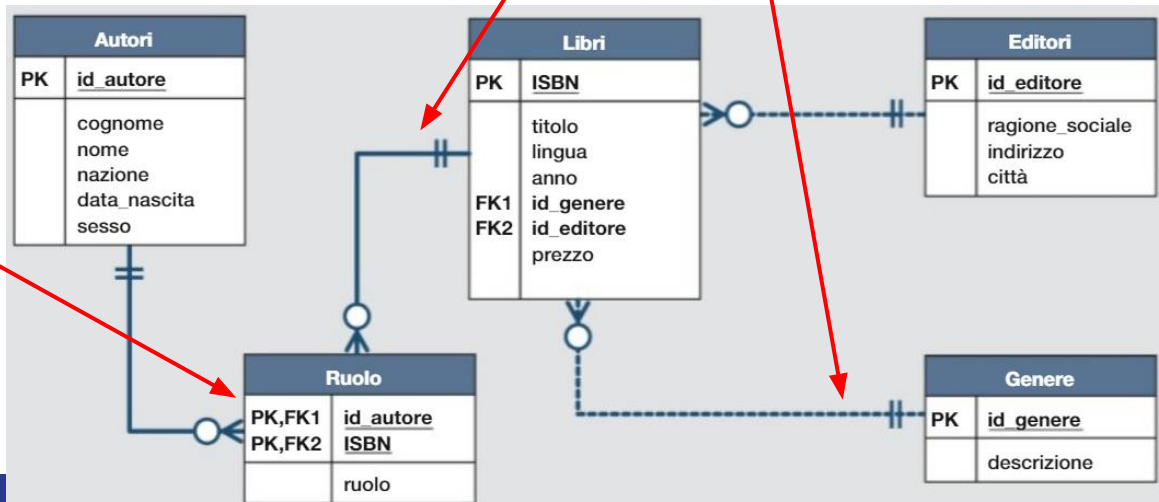 Autori
PK id_autore
cognome
nome
nazione
data_nascita
sesso
Libri
PK ISBN
titolo
lingua
anno
FK1 id_genere
FK2 id_editore
prezzo
Editori
PK id_editore
ragione_sociale
indirizzo
città
Ruolo
PK,FK1 id_autore
PK,FK2 ISBN
ruolo
Genere
PK id_genere
descrizione